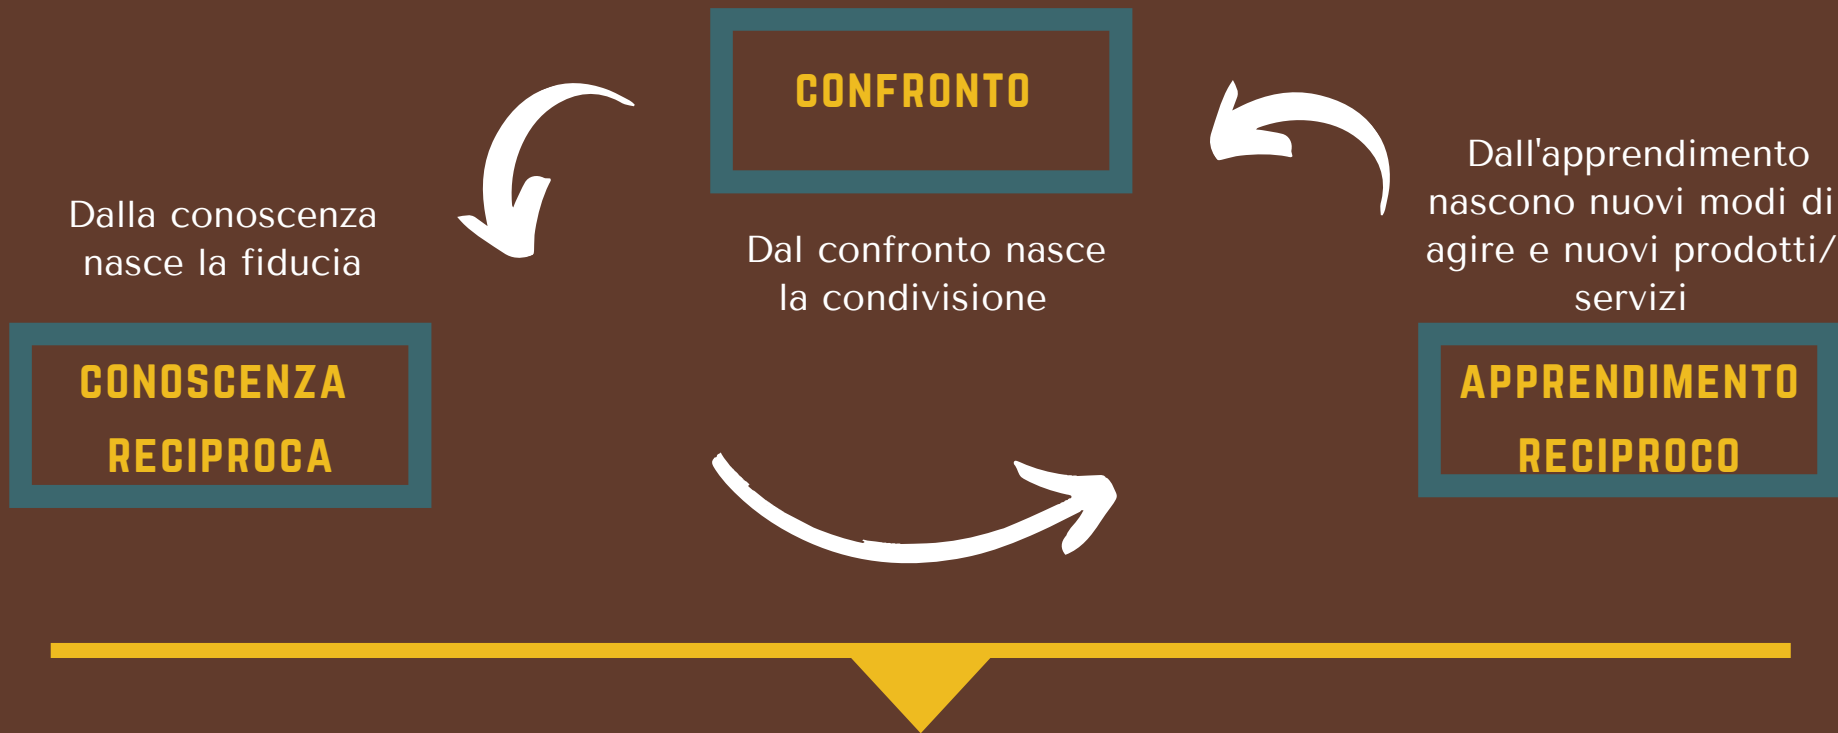 CONFRONTO
Dal confronto nasce
la condivisione
Dalla conoscenza
nasce la fiducia
CONOSCENZA
RECIPROCA
Dall'apprendimento
nascono nuovi modi di
agire e nuovi prodotti/
servizi
APPRENDIMENTO
RECIPROCO